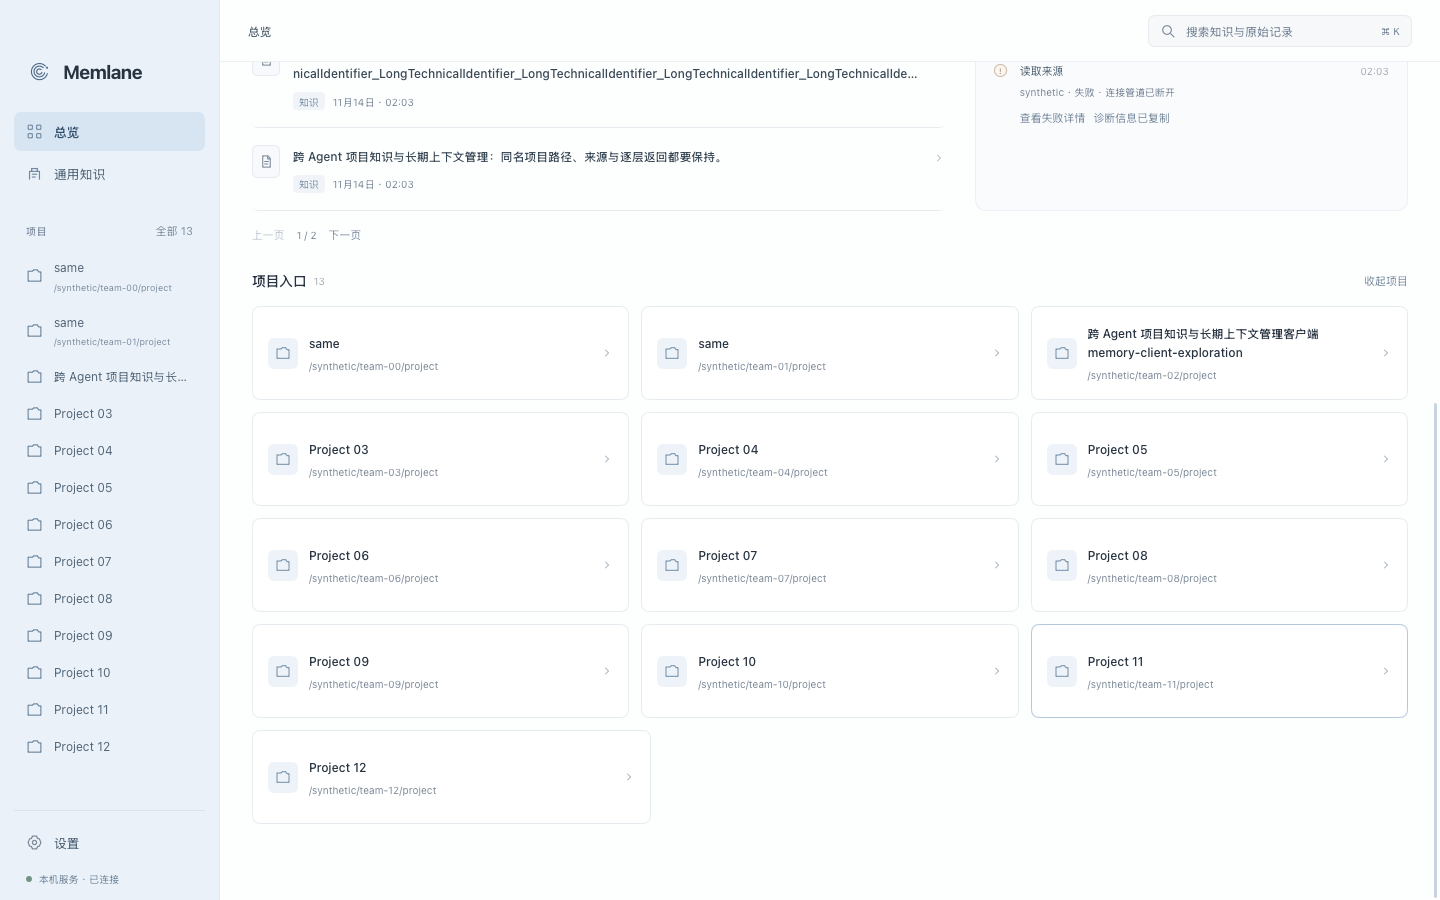 Memlane
总览
通用知识
项目
全部 13
same
/synthetic/team-00/project
same
/synthetic/team-01/project
跨 Agent 项目知识与长...
Project 03
Project 04
Project 05
Project 06
Project 07
Project 08
Project 09
Project 10
Project 11
Project 12
设置
本机服务 · 已连接
总览
搜索知识与原始记录
⌘ K
nicalIdentifier_LongTechnicalIdentifier_LongTechnicalIdentifier_LongTechnicalIdentifier_LongTechnicalIde...
知识 11月14日 · 02:03
跨 Agent 项目知识与长期上下文管理：同名项目路径、来源与逐层返回都要保持。
知识 11月14日 · 02:03
上一页 1 / 2 下一页
读取来源 02:03
synthetic · 失败 · 连接管道已断开
查看失败详情 诊断信息已复制
项目入口 13
收起项目
same
/synthetic/team-00/project
same
/synthetic/team-01/project
跨 Agent 项目知识与长期上下文管理客户端
memory-client-exploration
/synthetic/team-02/project
Project 03
/synthetic/team-03/project
Project 04
/synthetic/team-04/project
Project 05
/synthetic/team-05/project
Project 06
/synthetic/team-06/project
Project 07
/synthetic/team-07/project
Project 08
/synthetic/team-08/project
Project 09
/synthetic/team-09/project
Project 10
/synthetic/team-10/project
Project 11
/synthetic/team-11/project
Project 12
/synthetic/team-12/project